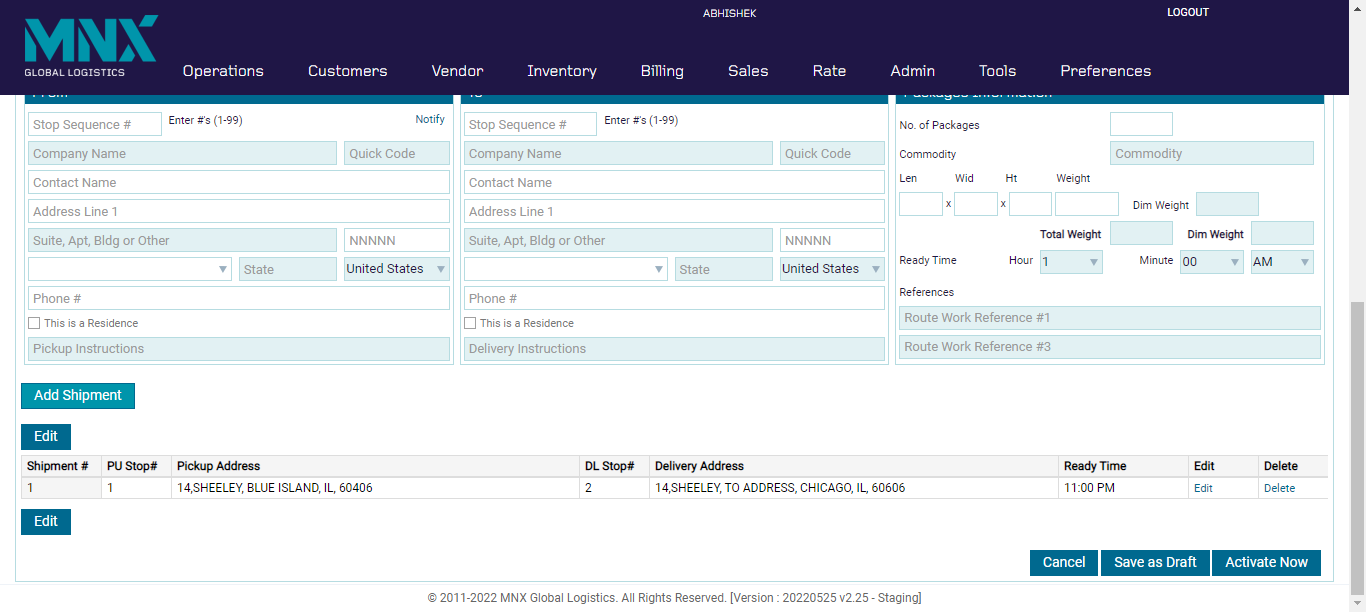 MNX
GLOBAL LOGISTICS
ABHISHEK
LOGOUT
Operations
Customers
Vendor
Inventory
Billing
Sales
Rate
Admin
Tools
Preferences
From
To
Packages Information
Stop Sequence #
Enter #'s (1-99)
Notify
Company Name
Quick Code
Contact Name
Address Line 1
Suite, Apt, Bldg or Other
NNNNN
State
United States
Phone #
This is a Residence
Pickup Instructions
Stop Sequence #
Enter #'s (1-99)
Company Name
Quick Code
Contact Name
Address Line 1
Suite, Apt, Bldg or Other
NNNNN
State
United States
Phone #
This is a Residence
Delivery Instructions
No. of Packages
Commodity
Commodity
Len
Wid
Ht
Weight
x
x
Dim Weight
Total Weight
Dim Weight
Ready Time
Hour
1
Minute
00
AM
References
Route Work Reference #1
Route Work Reference #3
Add Shipment
Edit
Shipment # PU Stop# Pickup Address DL Stop# Delivery Address Ready Time Edit Delete
1 1 14,SHEELEY, BLUE ISLAND, IL, 60406 2 14,SHEELEY, TO ADDRESS, CHICAGO, IL, 60606 11:00 PM Edit Delete
Edit
Cancel
Save as Draft
Activate Now
© 2011-2022 MNX Global Logistics. All Rights Reserved. [Version : 20220525 v2.25 - Staging]